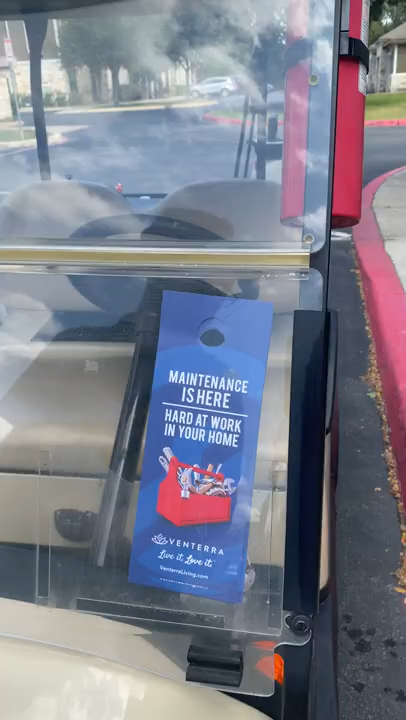 MAINTENANCE
IS HERE
HARD AT WORK
IN YOUR HOME
VENTERRA
Live it. Love it.
VenterraLiving.com